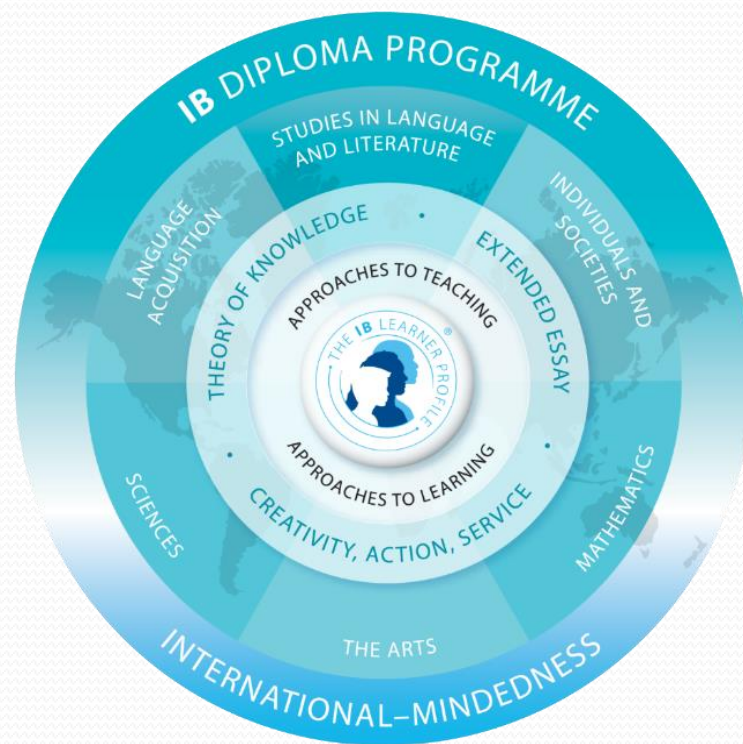 IB DIPLOMA PROGRAMME
STUDIES IN LANGUAGE
AND LITERATURE
LANGUAGE
ACQUISITION
INDIVIDUALS AND
SOCIETIES
THEORY OF KNOWLEDGE
EXTENDED ESSAY
APPROACHES TO TEACHING
THE IB LEARNER PROFILE ®
APPROACHES TO LEARNING
CREATIVITY, ACTION, SERVICE
SCIENCES
MATHEMATICS
THE ARTS
INTERNATIONAL–MINDEDNESS